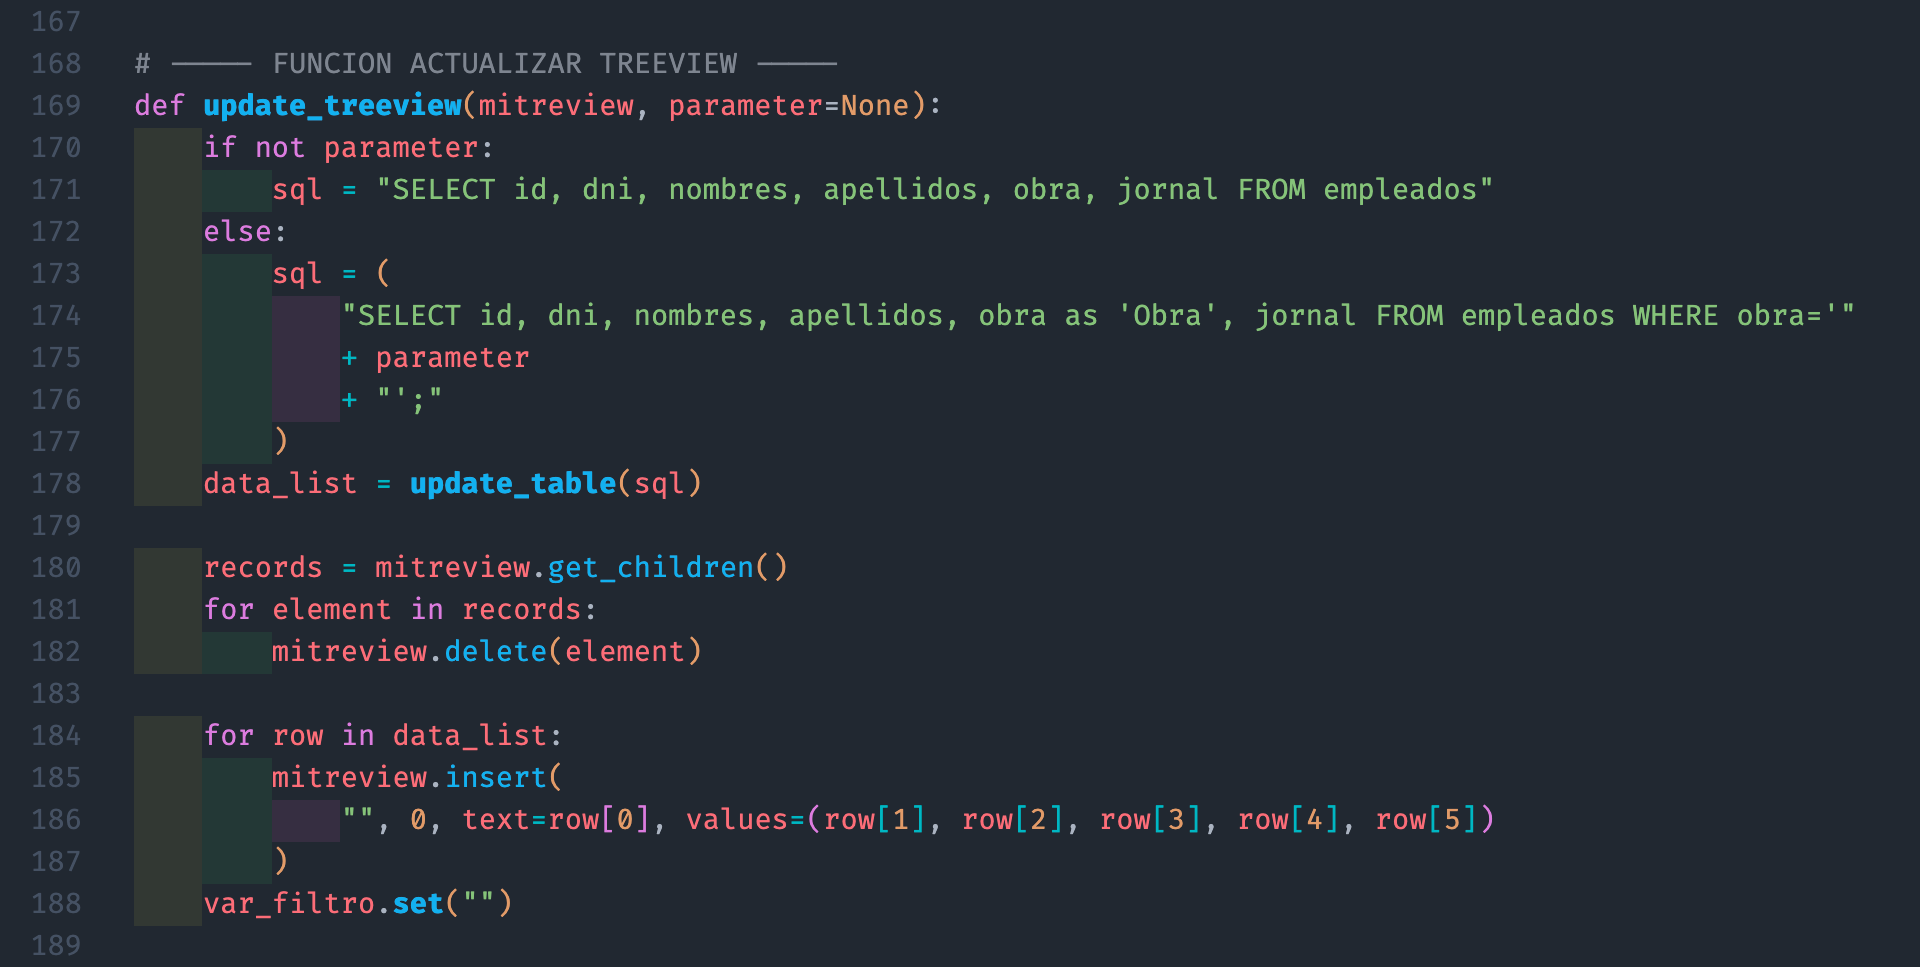 167
168 # ––––– FUNCION ACTUALIZAR TREEVIEW –––––
169 def update_treeview(mitreview, parameter=None):
170     if not parameter:
171         sql = "SELECT id, dni, nombres, apellidos, obra, jornal FROM empleados"
172     else:
173         sql = (
174             "SELECT id, dni, nombres, apellidos, obra as 'Obra', jornal FROM empleados WHERE obra='"
175             + parameter
176             + "';"
177         )
178     data_list = update_table(sql)
179
180     records = mitreview.get_children()
181     for element in records:
182         mitreview.delete(element)
183
184     for row in data_list:
185         mitreview.insert(
186             "", 0, text=row[0], values=(row[1], row[2], row[3], row[4], row[5])
187         )
188     var_filtro.set("")
189